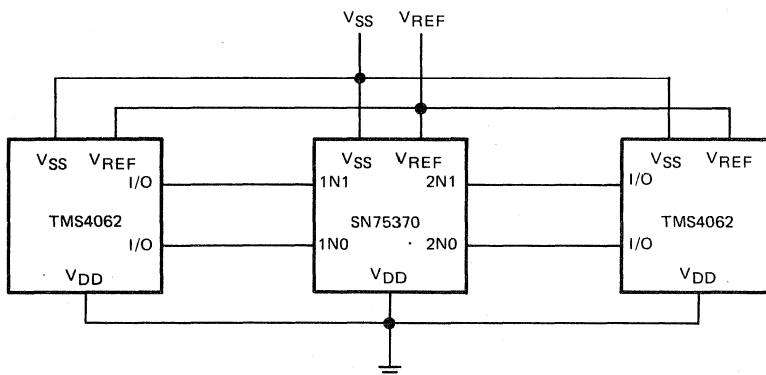 VSS VREF
VSS VREF VSS VREF VSS VREF
I/O 1N1 2N1 I/O
TMS4062 SN75370 TMS4062
I/O 1N0 2N0 I/O
VDD VDD VDD